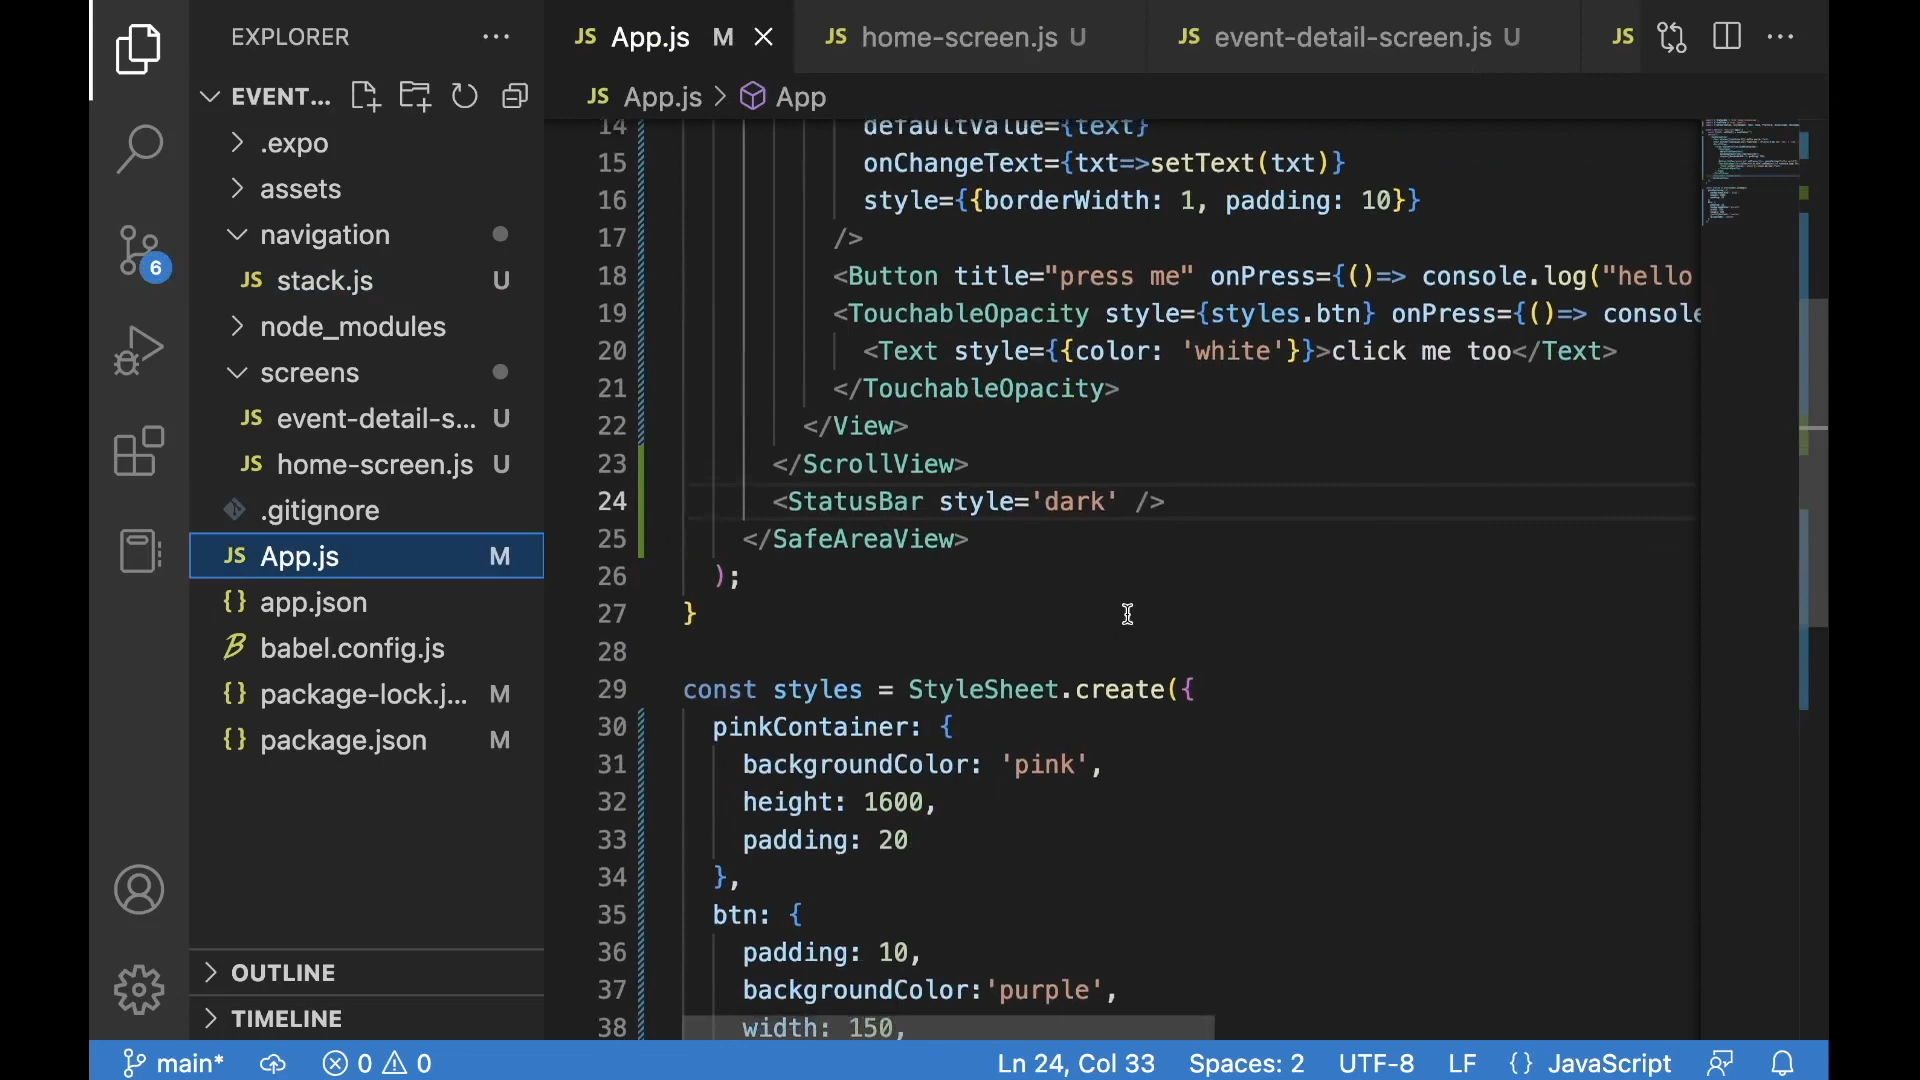 EXPLORER
EVENT...
.expo
assets
navigation
JS stack.js U
node_modules
screens
JS event-detail-s... U
JS home-screen.js U
.gitignore
JS App.js M
{} app.json
babel.config.js
{} package-lock.j... M
{} package.json M
OUTLINE
TIMELINE
6
JS App.js M
JS home-screen.js U
JS event-detail-screen.js U
JS
JS App.js > App
14 defaultValue={text}
15 onChangeText={txt=>setText(txt)}
16 style={{borderWidth: 1, padding: 10}}
17 />
18 <Button title="press me" onPress={()=> console.log("hello
19 <TouchableOpacity style={styles.btn} onPress={()=> console
20 <Text style={{color: 'white'}}>click me too</Text>
21 </TouchableOpacity>
22 </View>
23 </ScrollView>
24 <StatusBar style='dark' />
25 </SafeAreaView>
26 );
27 }
28
29 const styles = StyleSheet.create({
30 pinkContainer: {
31 backgroundColor: 'pink',
32 height: 1600,
33 padding: 20
34 },
35 btn: {
36 padding: 10,
37 backgroundColor:'purple',
38 width: 150,
main* 0 0 Ln 24, Col 33 Spaces: 2 UTF-8 LF {} JavaScript